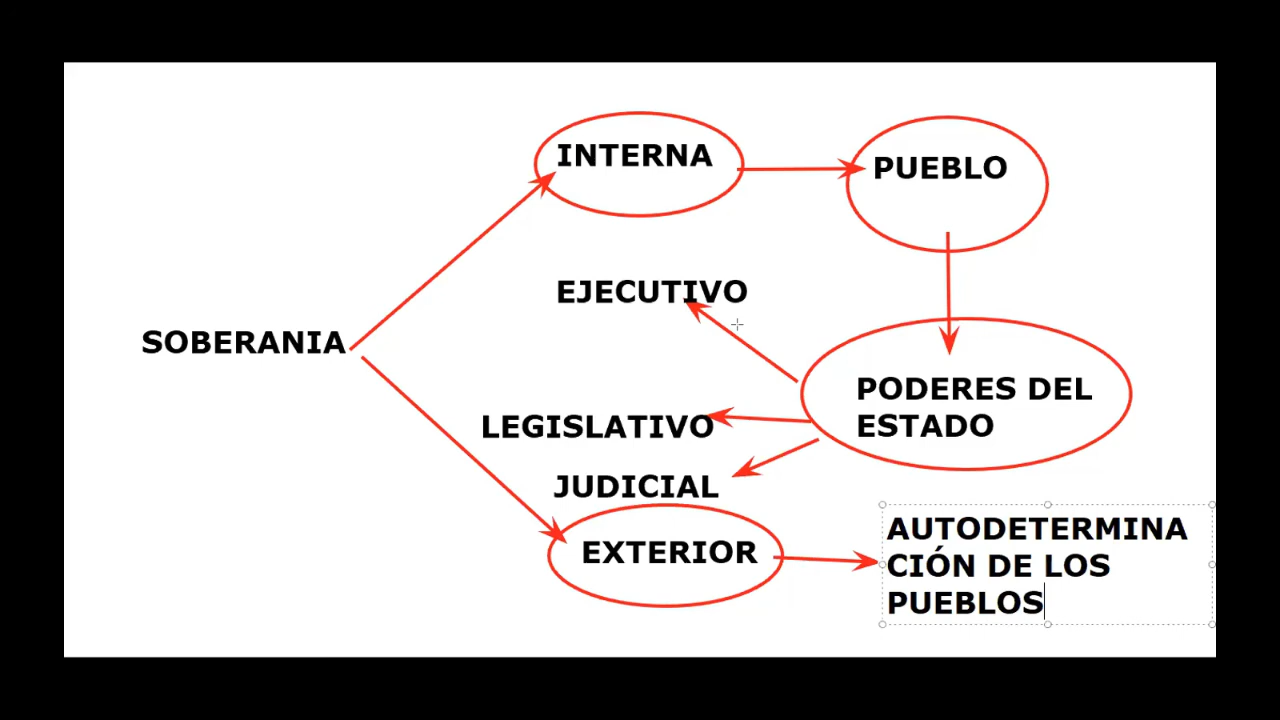 INTERNA
PUEBLO
EJECUTIVO
SOBERANIA
PODERES DEL
ESTADO
LEGISLATIVO
JUDICIAL
EXTERIOR
AUTODETERMINA
CIÓN DE LOS
PUEBLOS